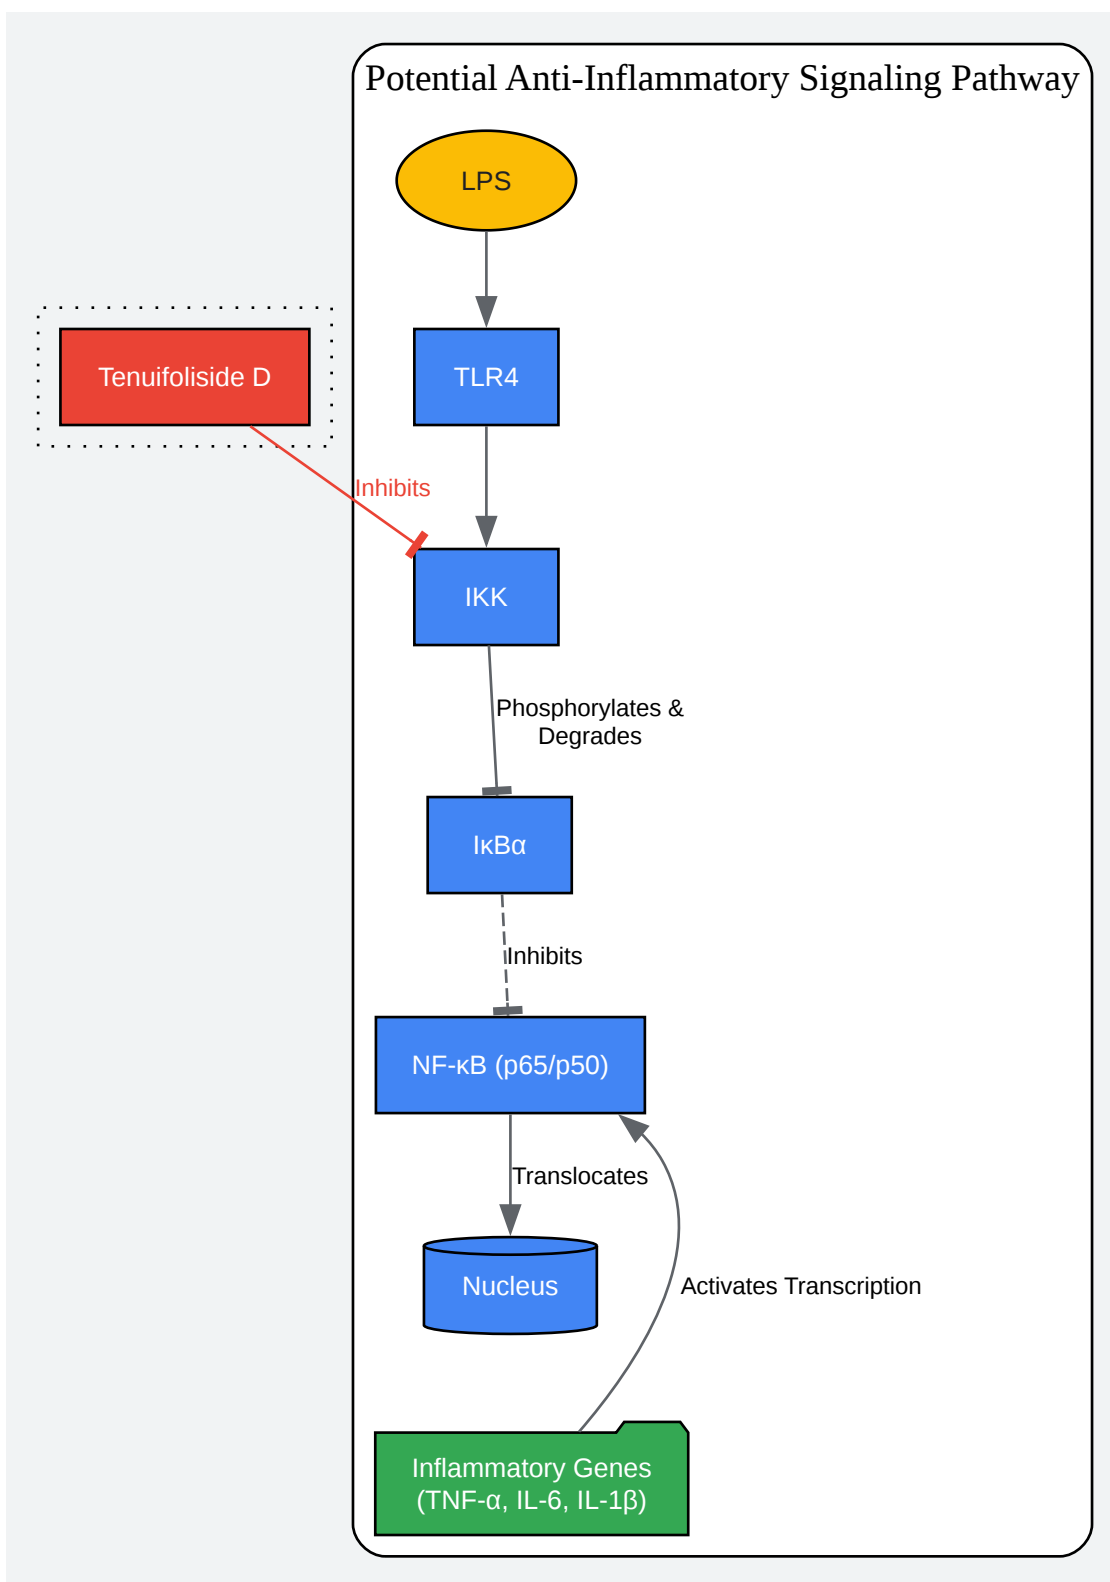 Potential Anti-Inflammatory Signaling Pathway
LPS
Tenuifoliside D
TLR4
Inhibits
IKK
Phosphorylates &
Degrades
IκBα
Inhibits
NF-κB (p65/p50)
Translocates
Nucleus
Activates Transcription
Inflammatory Genes
(TNF-α, IL-6, IL-1β)